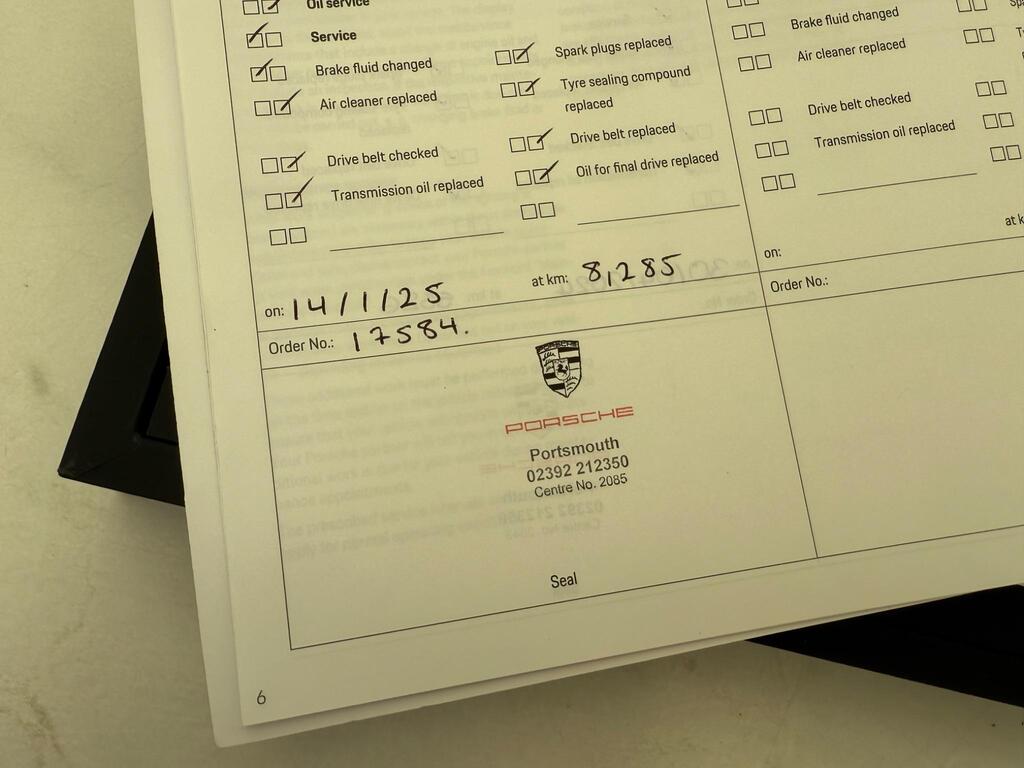 Oil service
Service
Brake fluid changed
Spark plugs replaced
Air cleaner replaced
Tyre sealing compound
replaced
Drive belt checked
Drive belt replaced
Transmission oil replaced
Oil for final drive replaced
on: 14/1/25
at km: 8,285
Order No.: 17584.
PORSCHE
PORSCHE
Portsmouth
02392 212350
Centre No. 2085
Seal
6
Brake fluid changed
Air cleaner replaced
Drive belt checked
Transmission oil replaced
on:
at k
Order No.: